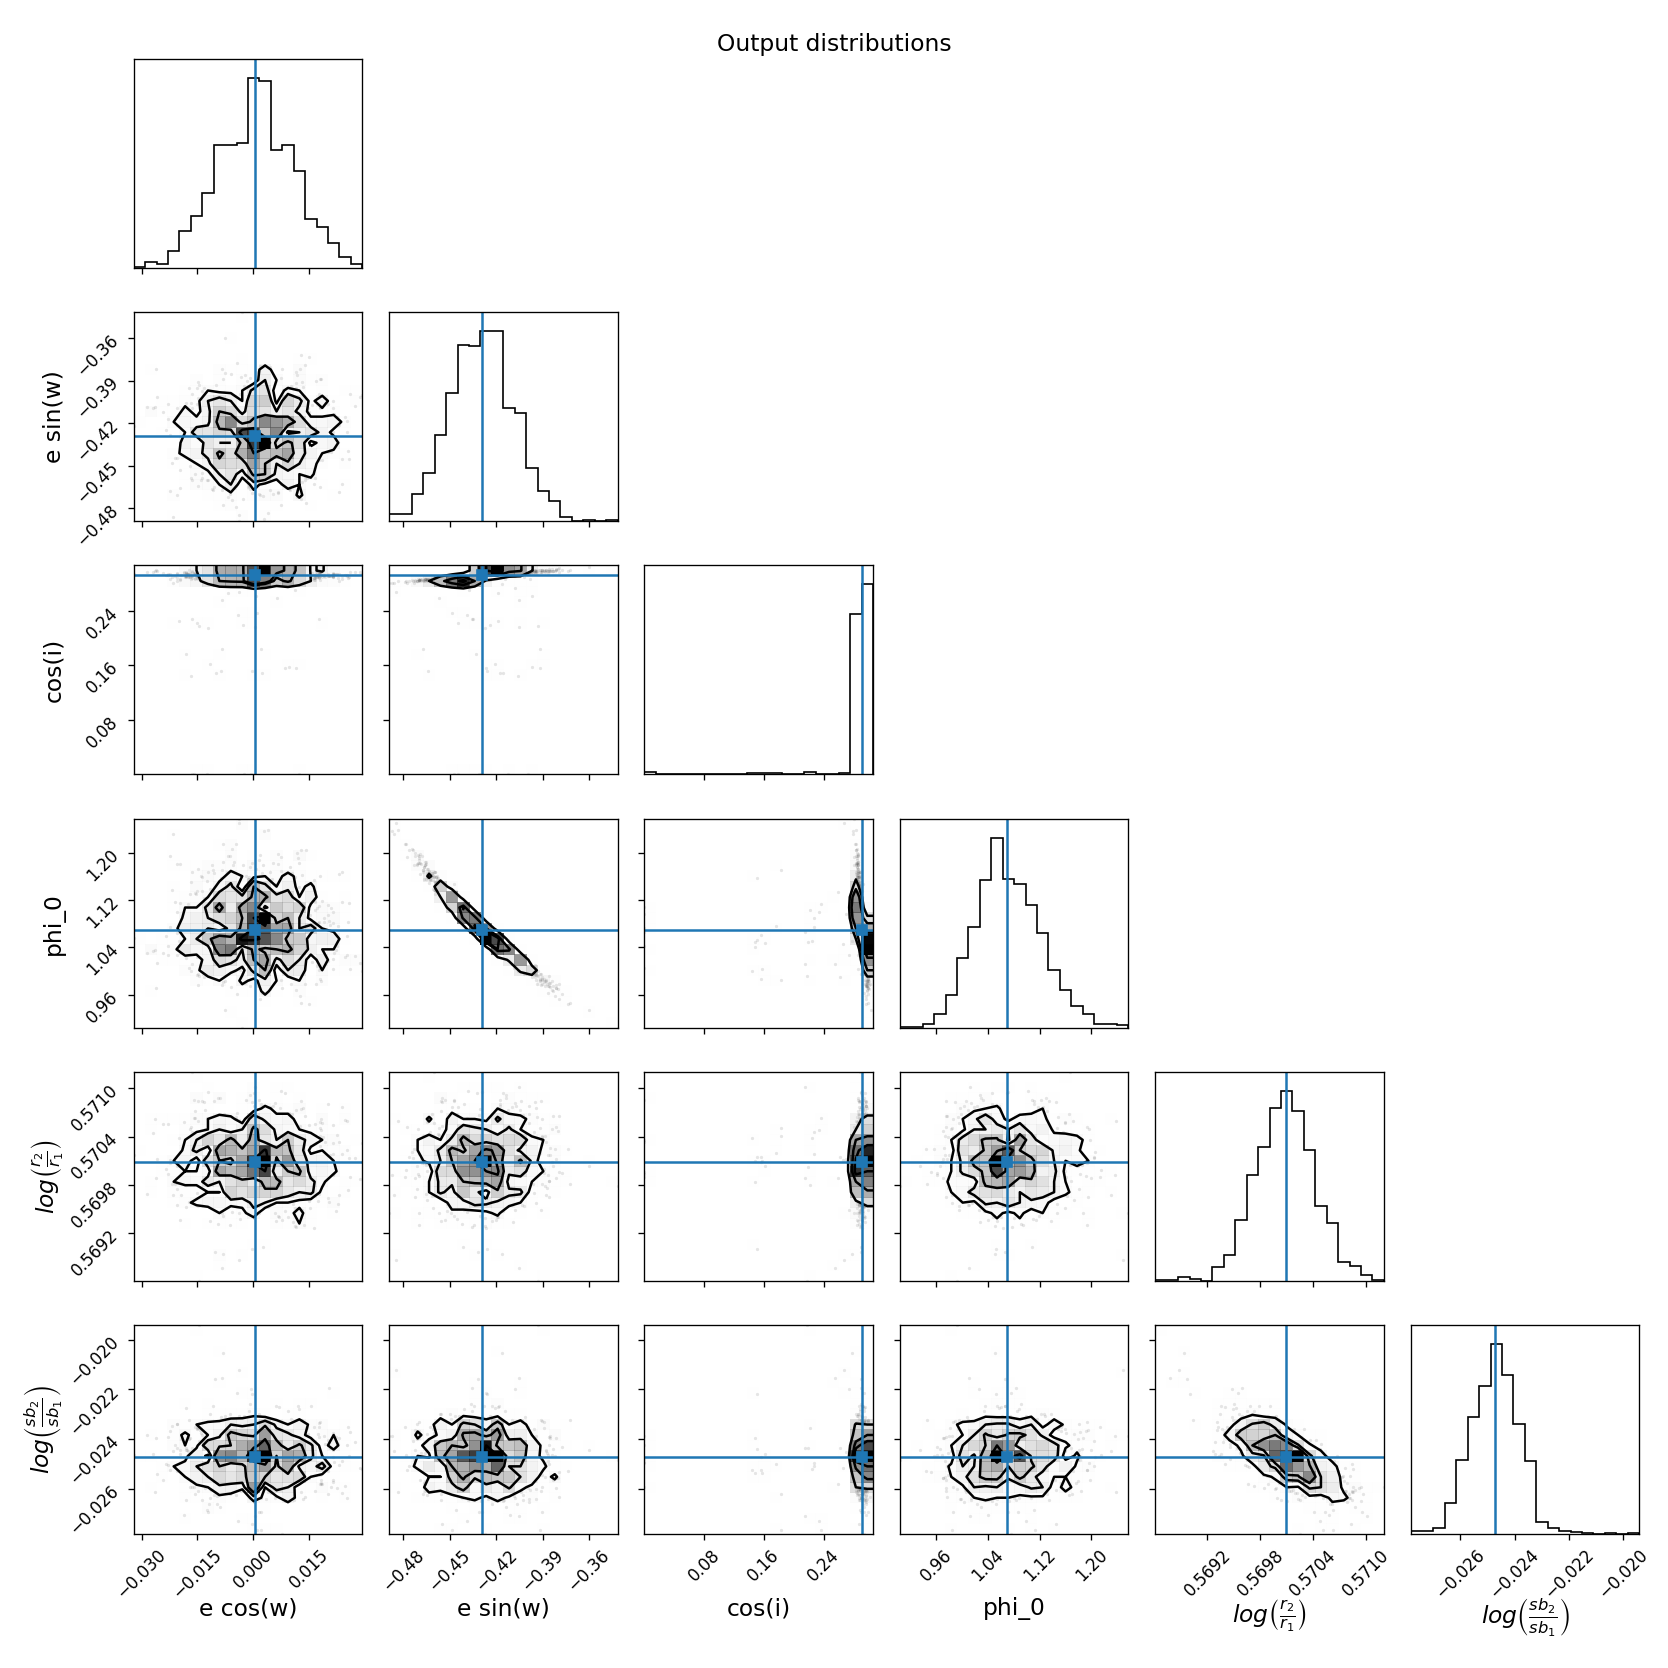 Output distributions
e sin(w)
−0.36
−0.39
−0.42
−0.45
−0.48
cos(i)
0.24
0.16
0.08
phi_0
1.20
1.12
1.04
0.96
log(r₂/r₁)
0.5710
0.5704
0.5698
0.5692
log(sb₂/sb₁)
−0.020
−0.022
−0.024
−0.026
−0.030 −0.015 0.000 0.015 −0.48 −0.45 −0.42 −0.39 −0.36 0.08 0.16 0.24 0.96 1.04 1.12 1.20 0.5692 0.5698 0.5704 0.5710 −0.026 −0.024 −0.022 −0.020
e cos(w) e sin(w) cos(i) phi_0 log(r₂/r₁) log(sb₂/sb₁)